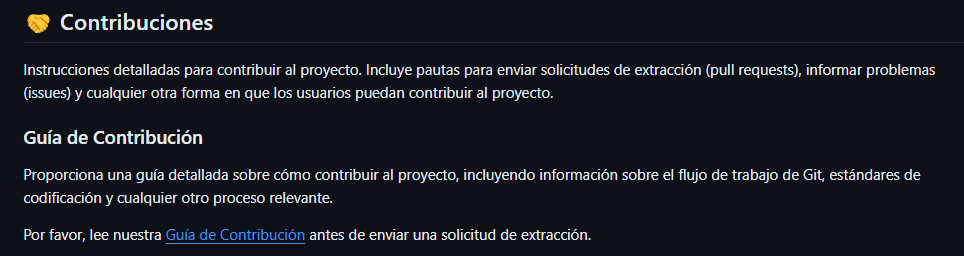 🤝 Contribuciones
Instrucciones detalladas para contribuir al proyecto. Incluye pautas para enviar solicitudes de extracción (pull requests), informar problemas
(issues) y cualquier otra forma en que los usuarios puedan contribuir al proyecto.
Guía de Contribución
Proporciona una guía detallada sobre cómo contribuir al proyecto, incluyendo información sobre el flujo de trabajo de Git, estándares de
codificación y cualquier otro proceso relevante.
Por favor, lee nuestra Guía de Contribución antes de enviar una solicitud de extracción.